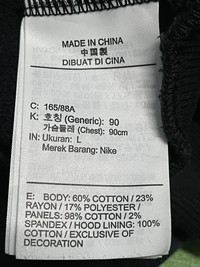 MADE IN CHINA
中国製
DIBUAT DI CINA
C: 165/88A
K: 호칭 (Generic): 90
가슴둘레 (Chest): 90cm
IN: Ukuran: L
Merek Barang: Nike
E: BODY: 60% COTTON / 23%
RAYON / 17% POLYESTER /
PANELS: 98% COTTON / 2%
SPANDEX / HOOD LINING: 100%
COTTON / EXCLUSIVE OF
DECORATION